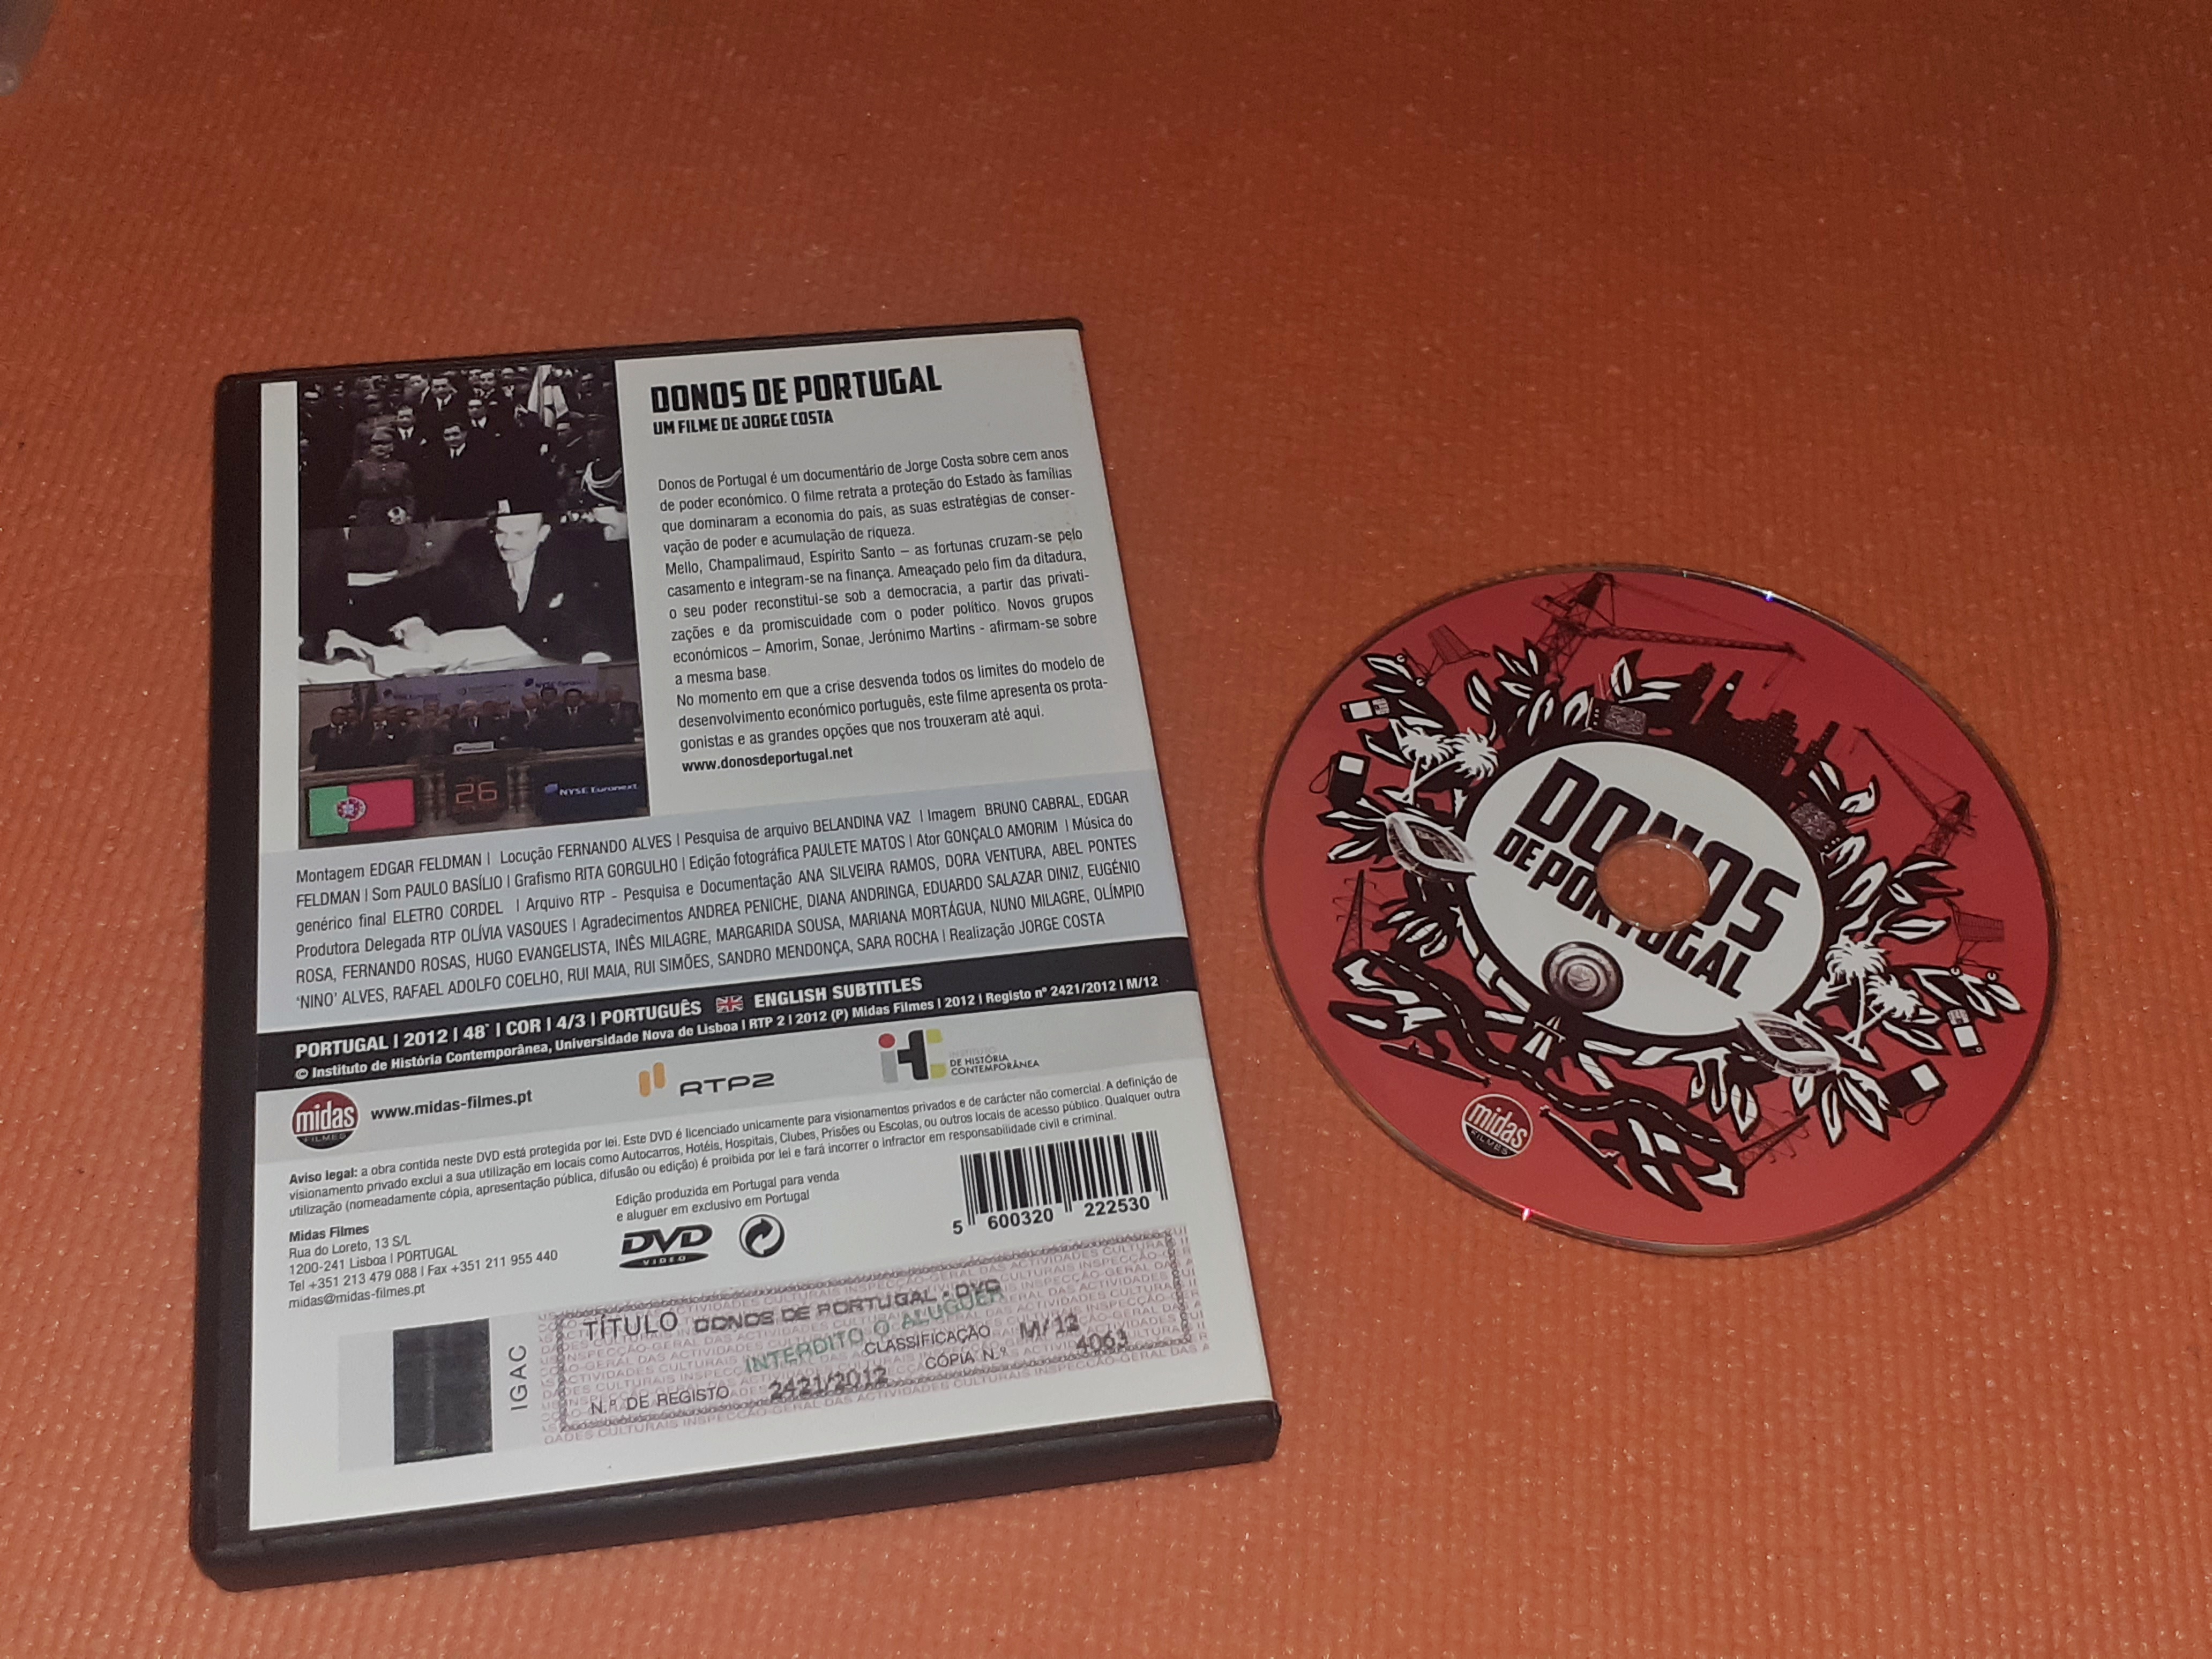 DONOS DE PORTUGAL
UM FILME DE JORGE COSTA
Donos de Portugal é um documentário de Jorge Costa sobre cem anos
de poder económico. O filme retrata a proteção do Estado às famílias
que dominaram a economia do país, as suas estratégias de conser-
vação de poder e acumulação de riqueza.
Mello, Champalimaud, Espírito Santo – as fortunas cruzam-se pelo
casamento e integram-se na finança. Ameaçado pelo fim da ditadura,
o seu poder reconstitui-se sob a democracia, a partir das privati-
zações e da promiscuidade com o poder político. Novos grupos
económicos – Amorim, Sonae, Jerónimo Martins - afirmam-se sobre
a mesma base.
No momento em que a crise desvenda todos os limites do modelo de
desenvolvimento económico português, este filme apresenta os prota-
gonistas e as grandes opções que nos trouxeram até aqui.
www.donosdeportugal.net
NYSE Euronext
26 NYSE Euronext
Montagem EDGAR FELDMAN | Locução FERNANDO ALVES | Pesquisa de arquivo BELANDINA VAZ | Imagem BRUNO CABRAL, EDGAR
FELDMAN | Som PAULO BASÍLIO | Grafismo RITA GORGULHO | Edição fotográfica PAULETE MATOS | Ator GONÇALO AMORIM | Música do
genérico final ELETRO CORDEL | Arquivo RTP - Pesquisa e Documentação ANA SILVEIRA RAMOS, DORA VENTURA, ABEL PONTES
Produtora Delegada RTP OLÍVIA VASQUES | Agradecimentos ANDREA PENICHE, DIANA ANDRINGA, EDUARDO SALAZAR DINIZ, EUGÉNIO
ROSA, FERNANDO ROSAS, HUGO EVANGELISTA, INÊS MILAGRE, MARGARIDA SOUSA, MARIANA MORTÁGUA, NUNO MILAGRE, OLÍMPIO
'NINO' ALVES, RAFAEL ADOLFO COELHO, RUI MAIA, RUI SIMÕES, SANDRO MENDONÇA, SARA ROCHA | Realização JORGE COSTA
PORTUGAL | 2012 | 48' | COR | 4/3 | PORTUGUÊS ENGLISH SUBTITLES
© Instituto de História Contemporânea, Universidade Nova de Lisboa | RTP 2 | 2012 (P) Midas Filmes | 2012 | Registo nº 2421/2012 | M/12
midas FILMES www.midas-filmes.pt RTP2 iHC INSTITUTO
DE HISTÓRIA
CONTEMPORÂNEA
Aviso legal: a obra contida neste DVD está protegida por lei. Este DVD é licenciado unicamente para visionamentos privados e de carácter não comercial. A definição de
visionamento privado exclui a sua utilização em locais como Autocarros, Hotéis, Hospitais, Clubes, Prisões ou Escolas, ou outros locais de acesso público. Qualquer outra
utilização (nomeadamente cópia, apresentação pública, difusão ou edição) é proibida por lei e fará incorrer o infractor em responsabilidade civil e criminal.
Midas Filmes
Rua do Loreto, 13 S/L
1200-241 Lisboa | PORTUGAL
Tel +351 213 479 088 | Fax +351 211 955 440
midas@midas-filmes.pt
Edição produzida em Portugal para venda
e aluguer em exclusivo em Portugal
DVD
VIDEO
5 600320 222530
IGAC
TÍTULO DONOS DE PORTUGAL - DVD
INTERDITO O ALUGUER
CLASSIFICAÇÃO M/12
N.º DE REGISTO 2421/2012 CÓPIA N.º 4063
DONOS
DE PORTUGAL
midas
FILMES